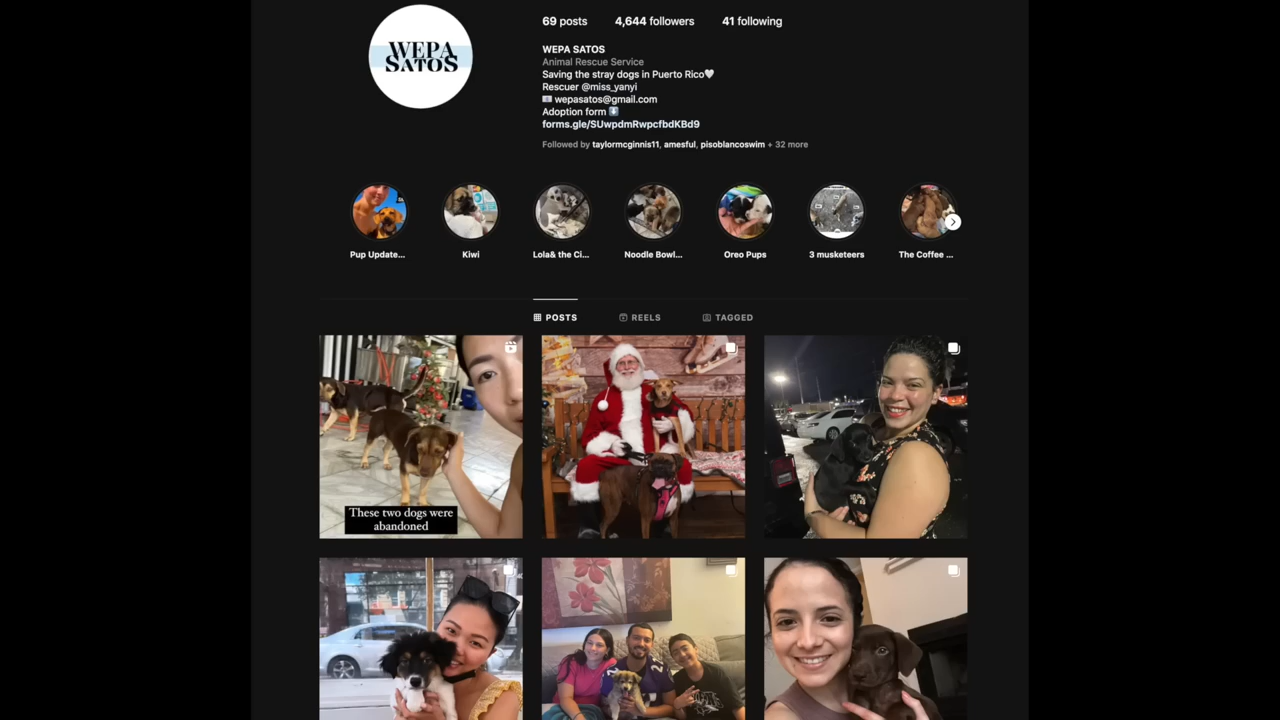 WEPA
SATOS
69 posts 4,644 followers 41 following
WEPA SATOS
Animal Rescue Service
Saving the stray dogs in Puerto Rico🤍
Rescuer @miss_yanyi
📧 wepasatos@gmail.com
Adoption form ⬇️
forms.gle/SUwpdmRwpcfbdKBd9
Followed by taylormcginnis11, amesful, pisoblancoswim + 32 more
Pup Update... Kiwi Lola& the Ci... Noodle Bowl... Oreo Pups 3 musketeers The Coffee ...
POSTS REELS TAGGED
These two dogs were
abandoned